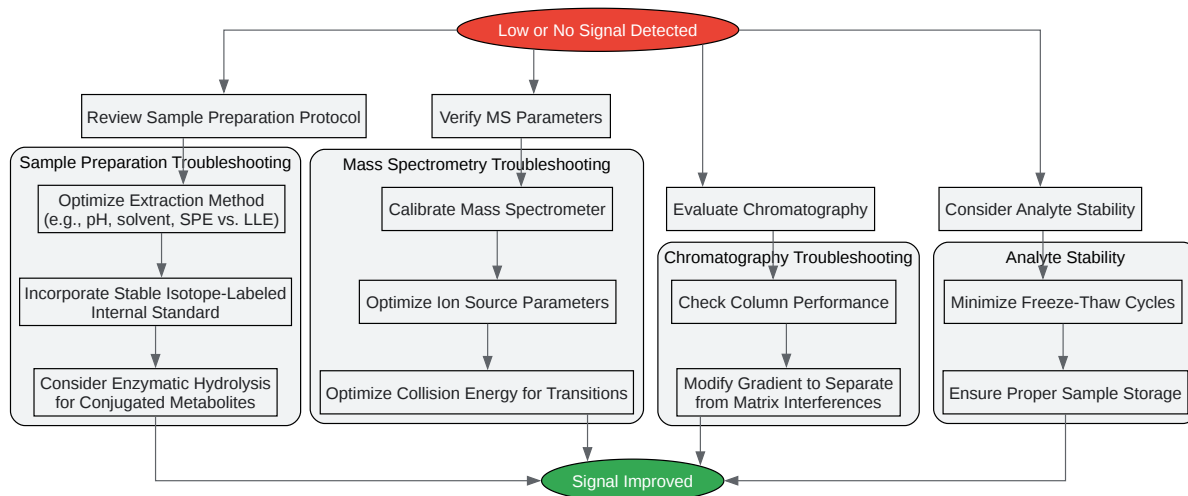 Low or No Signal Detected
Review Sample Preparation Protocol
Verify MS Parameters
Sample Preparation Troubleshooting
Mass Spectrometry Troubleshooting
Optimize Extraction Method
(e.g., pH, solvent, SPE vs. LLE)
Calibrate Mass Spectrometer
Evaluate Chromatography
Consider Analyte Stability
Chromatography Troubleshooting
Analyte Stability
Incorporate Stable Isotope-Labeled
Internal Standard
Optimize Ion Source Parameters
Check Column Performance
Minimize Freeze-Thaw Cycles
Consider Enzymatic Hydrolysis
for Conjugated Metabolites
Optimize Collision Energy for Transitions
Modify Gradient to Separate
from Matrix Interferences
Ensure Proper Sample Storage
Signal Improved